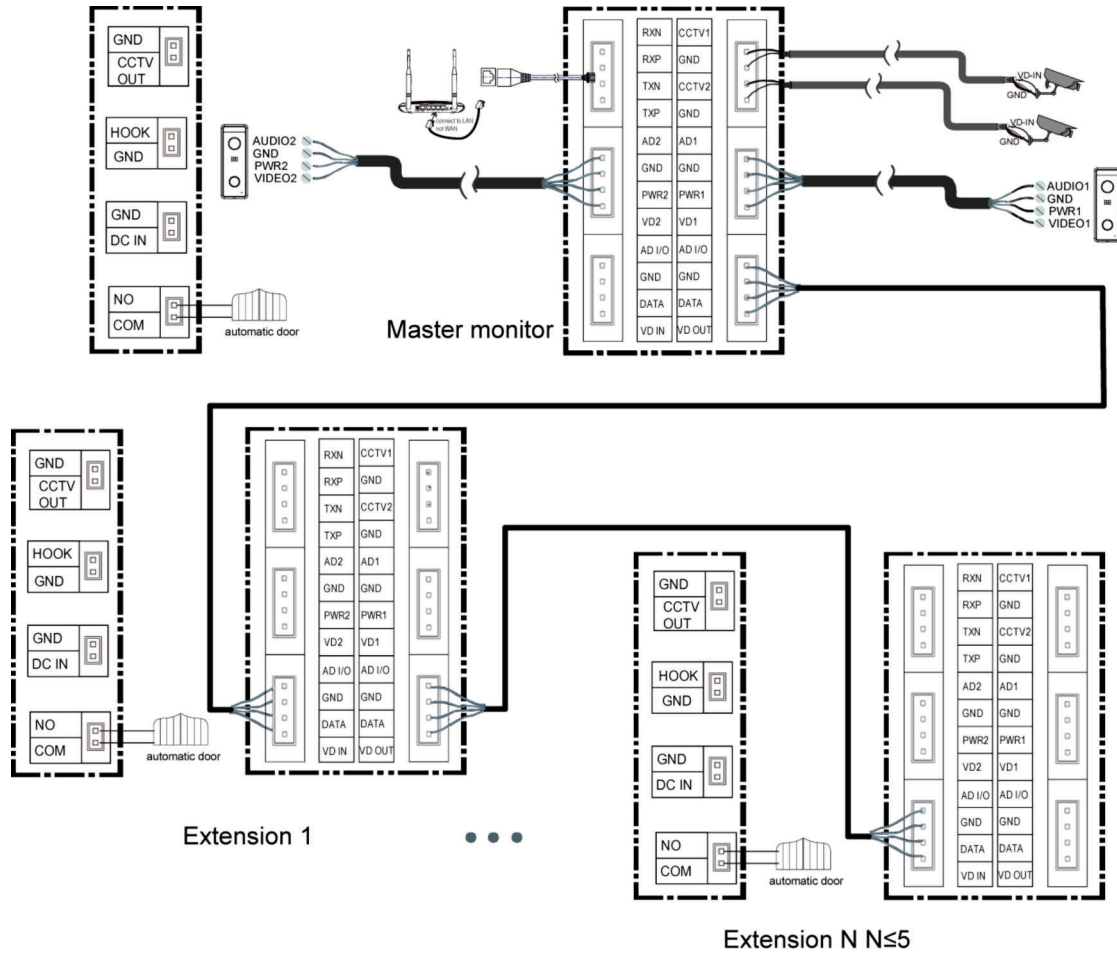 GND
CCTV
OUT
HOOK
GND
GND
DC IN
NO
COM
automatic door
connect to LAN
not WAN
AUDIO2
GND
PWR2
VIDEO2
Master monitor
RXN CCTV1
RXP GND
TXN CCTV2
TXP GND
AD2 AD1
GND GND
PWR2 PWR1
VD2 VD1
AD I/O AD I/O
GND GND
DATA DATA
VD IN VD OUT
VD-IN
GND
VD-IN
GND
AUDIO1
GND
PWR1
VIDEO1
GND
CCTV
OUT
HOOK
GND
GND
DC IN
NO
COM
automatic door
RXN CCTV1
RXP GND
TXN CCTV2
TXP GND
AD2 AD1
GND GND
PWR2 PWR1
VD2 VD1
AD I/O AD I/O
GND GND
DATA DATA
VD IN VD OUT
Extension 1
GND
CCTV
OUT
HOOK
GND
GND
DC IN
NO
COM
automatic door
RXN CCTV1
RXP GND
TXN CCTV2
TXP GND
AD2 AD1
GND GND
PWR2 PWR1
VD2 VD1
AD I/O AD I/O
GND GND
DATA DATA
VD IN VD OUT
Extension N N≤5